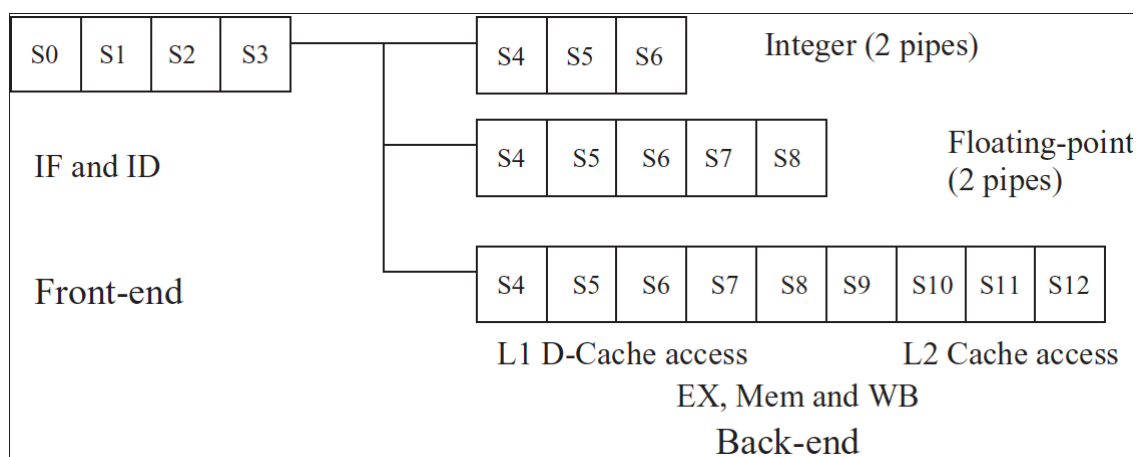 S0 S1 S2 S3
S4 S5 S6
Integer (2 pipes)
IF and ID
S4 S5 S6 S7 S8
Floating-point
(2 pipes)
Front-end
S4 S5 S6 S7 S8 S9 S10 S11 S12
L1 D-Cache access
L2 Cache access
EX, Mem and WB
Back-end